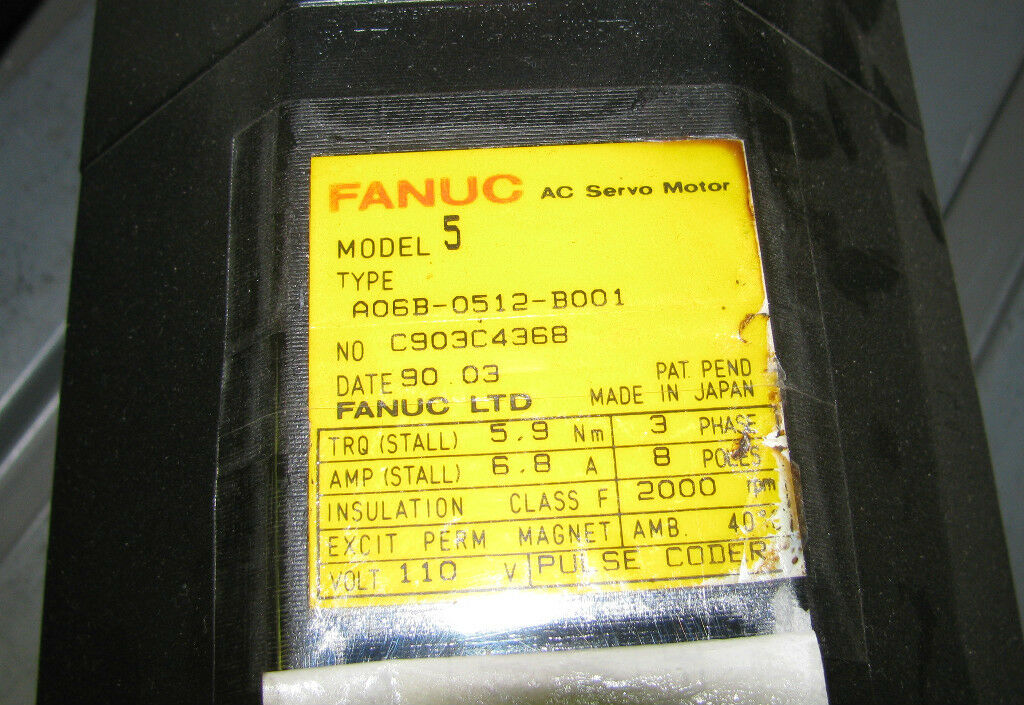 FANUC AC Servo Motor
MODEL 5
TYPE
A06B-0512-B001
NO C903C4368
DATE 90.03 PAT. PEND
FANUC LTD MADE IN JAPAN
TRQ (STALL) 5.9 Nm 3 PHASE
AMP (STALL) 6.8 A 8 POLES
INSULATION CLASS F 2000 rpm
EXCIT PERM MAGNET AMB. 40°C
VOLT 110 V PULSE CODER